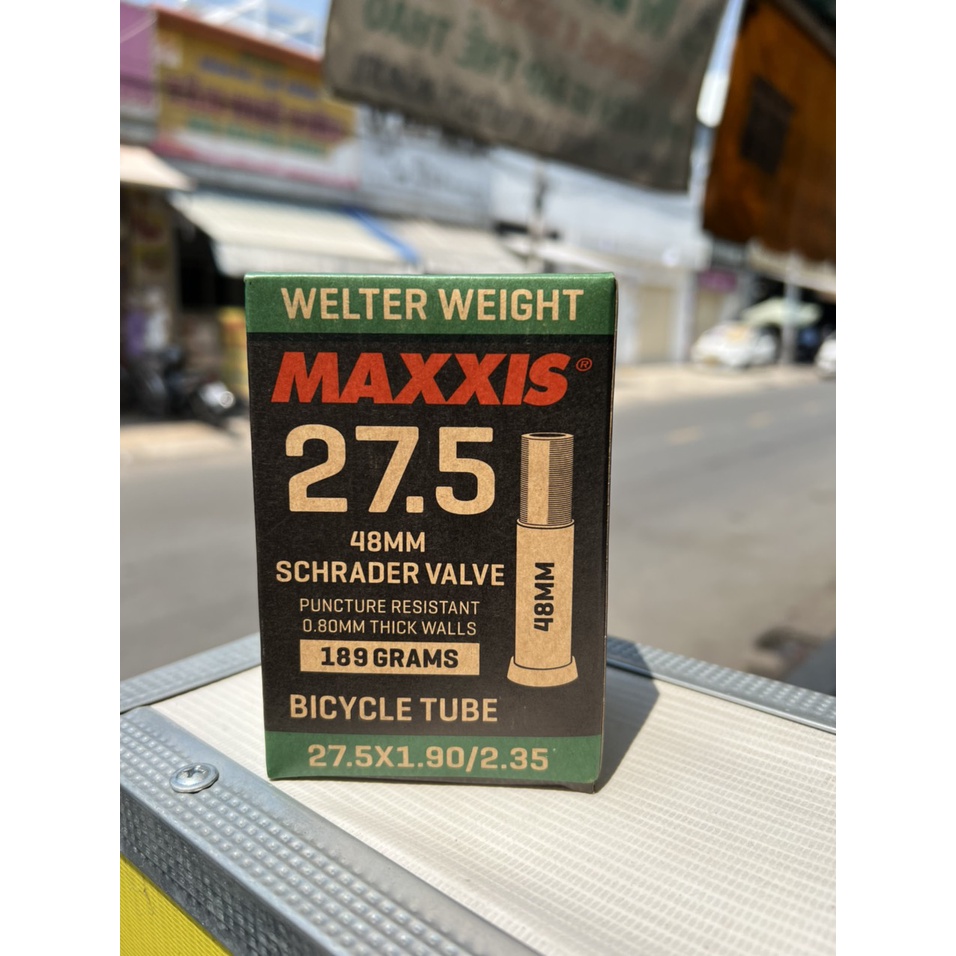 WELTER WEIGHT
MAXXIS®
27.5
48MM
SCHRADER VALVE
PUNCTURE RESISTANT
0.80MM THICK WALLS
189 GRAMS
48MM
BICYCLE TUBE
27.5X1.90/2.35